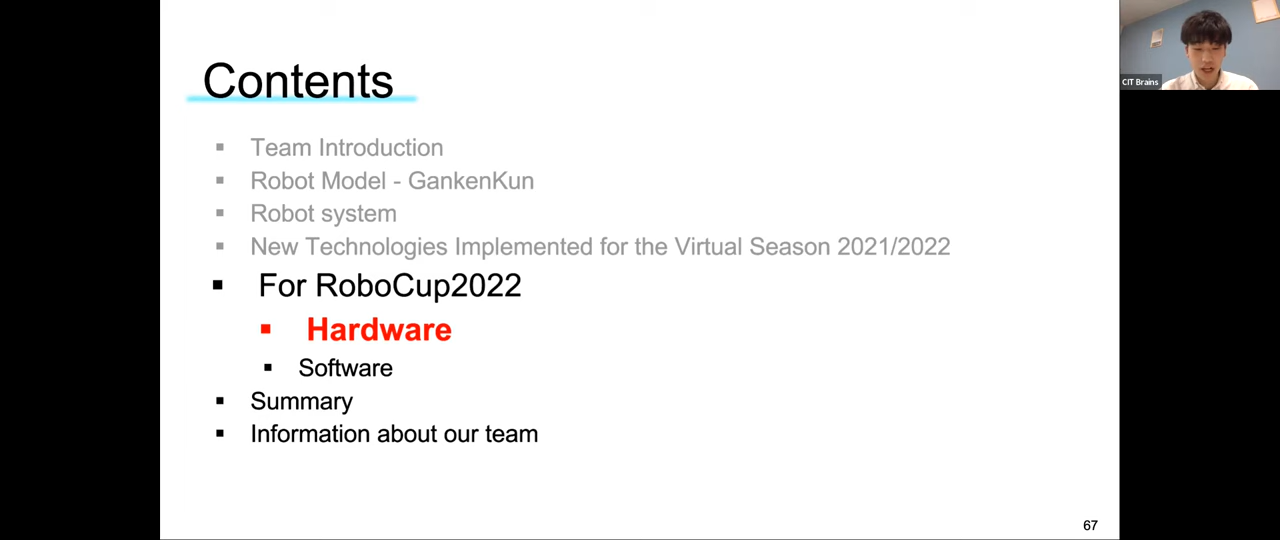 Contents
▪ Team Introduction
▪ Robot Model - GankenKun
▪ Robot system
▪ New Technologies Implemented for the Virtual Season 2021/2022
▪ For RoboCup2022
▪ Hardware
▪ Software
▪ Summary
▪ Information about our team
67
CIT Brains